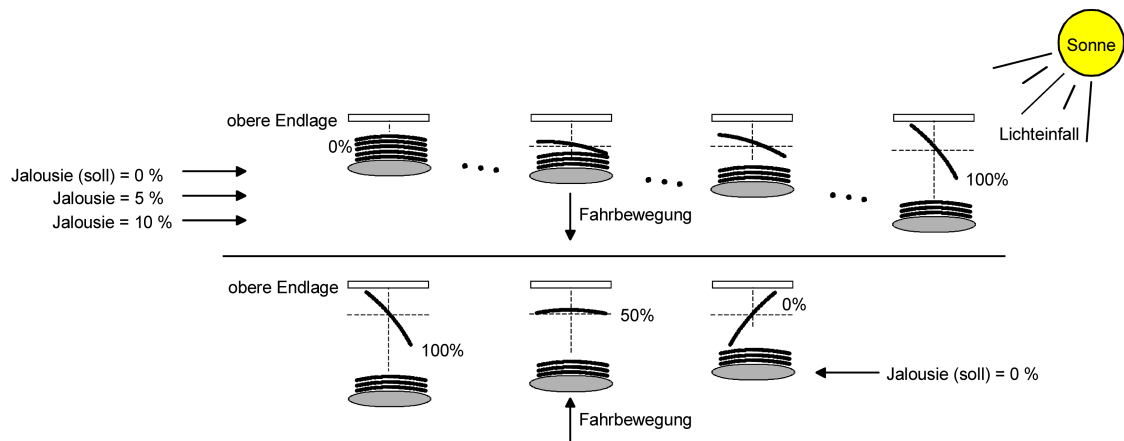 Sonne
Lichteinfall
obere Endlage
0%
100%
Jalousie (soll) = 0 %
Jalousie = 5 %
Jalousie = 10 %
Fahrbewegung
obere Endlage
100%
50%
0%
Jalousie (soll) = 0 %
Fahrbewegung